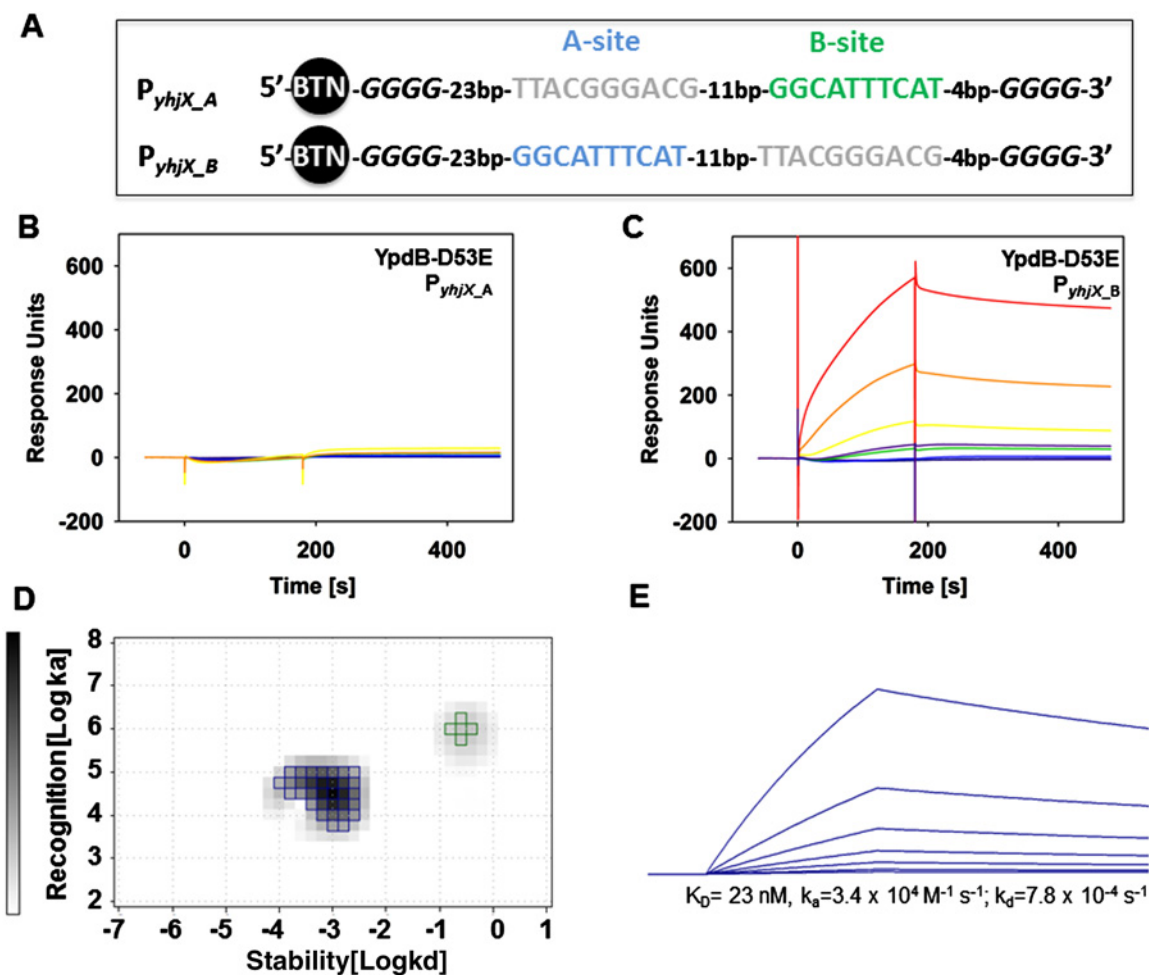 A
A-site B-site
PyhjX_A 5’-BTN-GGGG-23bp-TTACGGGACG-11bp-GGCATTTCAT-4bp-GGGG-3’
PyhjX_B 5’-BTN-GGGG-23bp-GGCATTTCAT-11bp-TTACGGGACG-4bp-GGGG-3’
B
YpdB-D53E
PyhjX_A
Response Units
600
400
200
0
-200
0 200 400
Time [s]
C
YpdB-D53E
PyhjX_B
Response Units
600
400
200
0
-200
0 200 400
Time [s]
D
Recognition[Log ka]
8
7
6
5
4
3
2
-7 -6 -5 -4 -3 -2 -1 0 1
Stability[Logkd]
E
KD= 23 nM, ka=3.4 x 10⁴ M⁻¹ s⁻¹; kd=7.8 x 10⁻⁴ s⁻¹